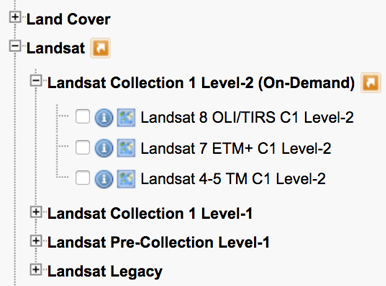 Land Cover
Landsat
Landsat Collection 1 Level-2 (On-Demand)
Landsat 8 OLI/TIRS C1 Level-2
Landsat 7 ETM+ C1 Level-2
Landsat 4-5 TM C1 Level-2
Landsat Collection 1 Level-1
Landsat Pre-Collection Level-1
Landsat Legacy